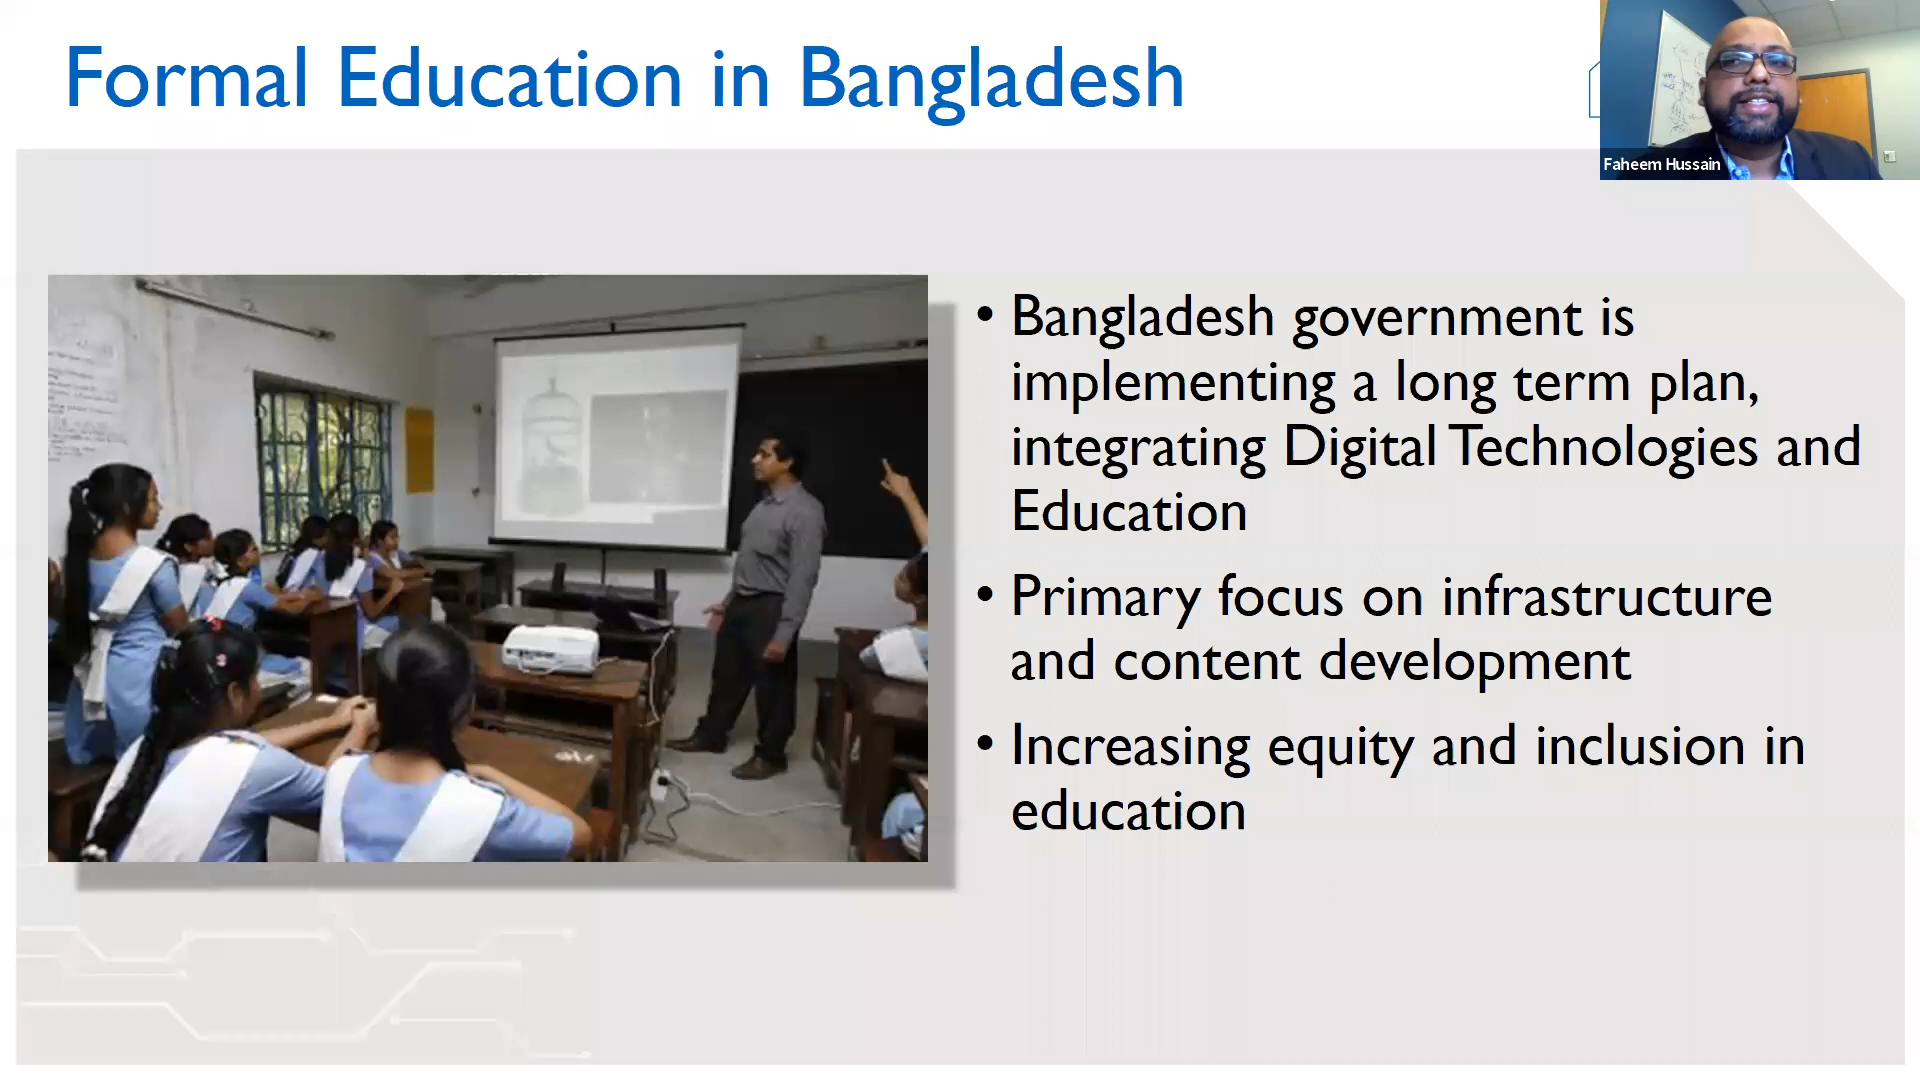 Formal Education in Bangladesh
Faheem Hussain
• Bangladesh government is
implementing a long term plan,
integrating Digital Technologies and
Education
• Primary focus on infrastructure
and content development
• Increasing equity and inclusion in
education